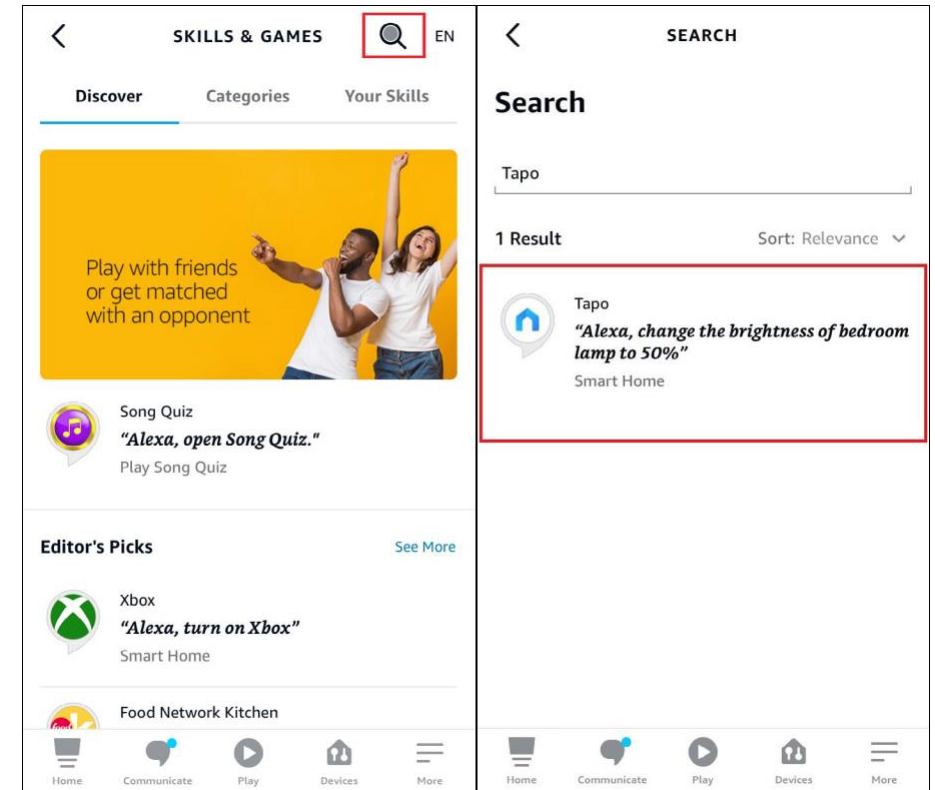 SKILLS & GAMES
EN
Discover
Categories
Your Skills
Play with friends
or get matched
with an opponent
Song Quiz
“Alexa, open Song Quiz."
Play Song Quiz
Editor's Picks
See More
Xbox
“Alexa, turn on Xbox”
Smart Home
food
Food Network Kitchen
Home
Communicate
Play
Devices
More
SEARCH
Search
Tapo
1 Result
Sort: Relevance
Tapo
“Alexa, change the brightness of bedroom
lamp to 50%”
Smart Home
Home
Communicate
Play
Devices
More